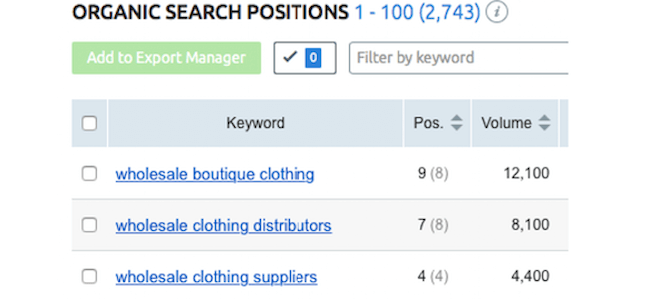 ORGANIC SEARCH POSITIONS 1 - 100 (2,743) i
Add to Export Manager 0 Filter by keyword
Keyword Pos. Volume
wholesale boutique clothing 9 (8) 12,100
wholesale clothing distributors 7 (8) 8,100
wholesale clothing suppliers 4 (4) 4,400